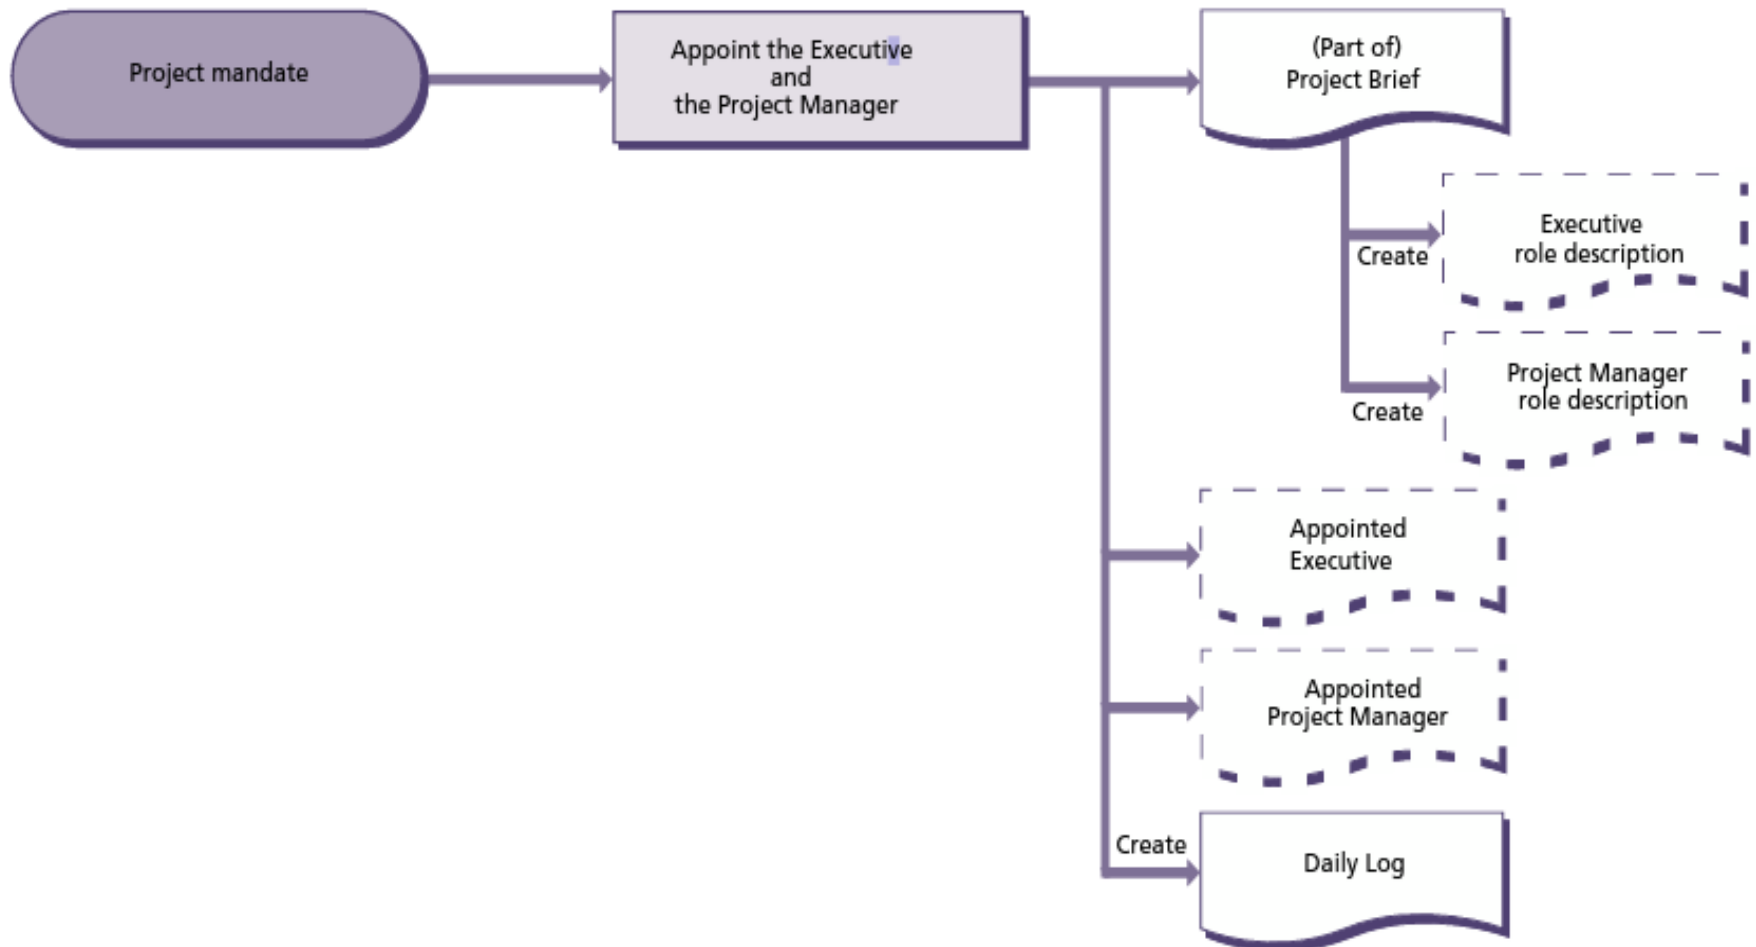 Project mandate
Appoint the Executive
and
the Project Manager
(Part of)
Project Brief
Create
Executive
role description
Create
Project Manager
role description
Appointed
Executive
Appointed
Project Manager
Create
Daily Log